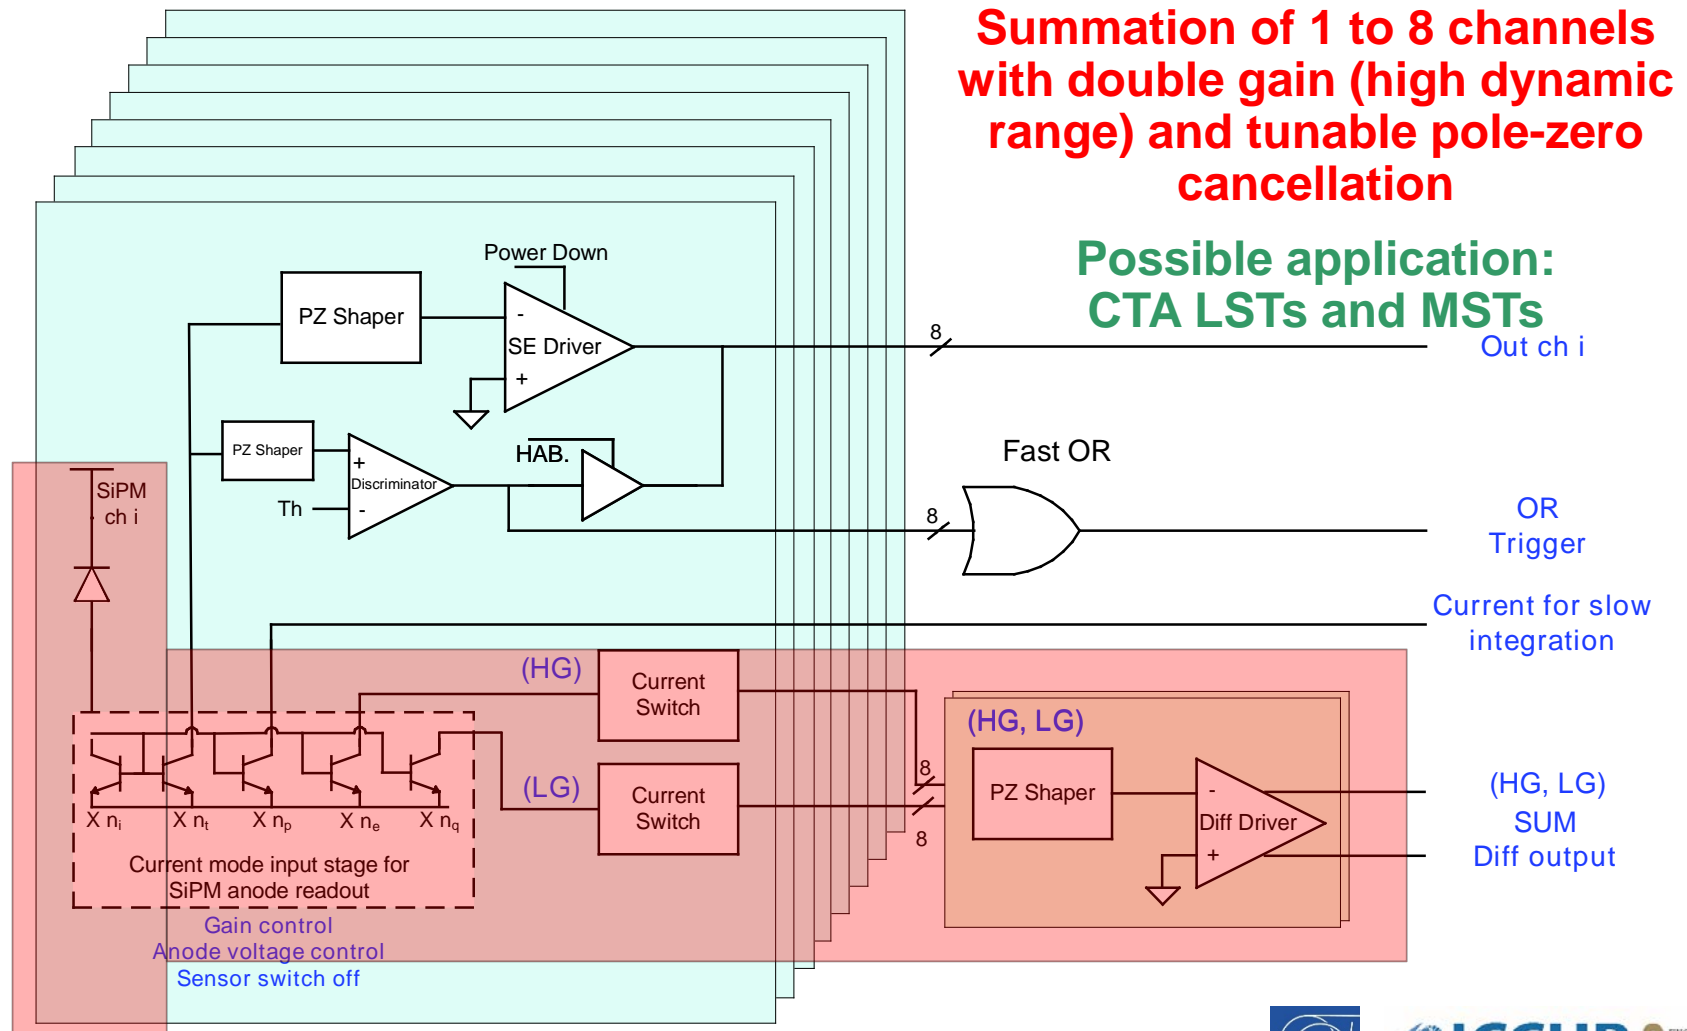 Summation of 1 to 8 channels
with double gain (high dynamic
range) and tunable pole-zero
cancellation
Possible application:
CTA LSTs and MSTs
Power Down
PZ Shaper
-
SE Driver
+
8
Out ch i
PZ Shaper
+
Discriminator
-
Th
HAB.
Fast OR
8
OR
Trigger
SiPM
ch i
Current for slow
integration
(HG)
Current
Switch
(LG)
Current
Switch
8
8
(HG, LG)
PZ Shaper
-
Diff Driver
+
(HG, LG)
SUM
Diff output
X nᵢ
X nₜ
X nₚ
X nₑ
X n_q
Current mode input stage for
SiPM anode readout
Gain control
Anode voltage control
Sensor switch off